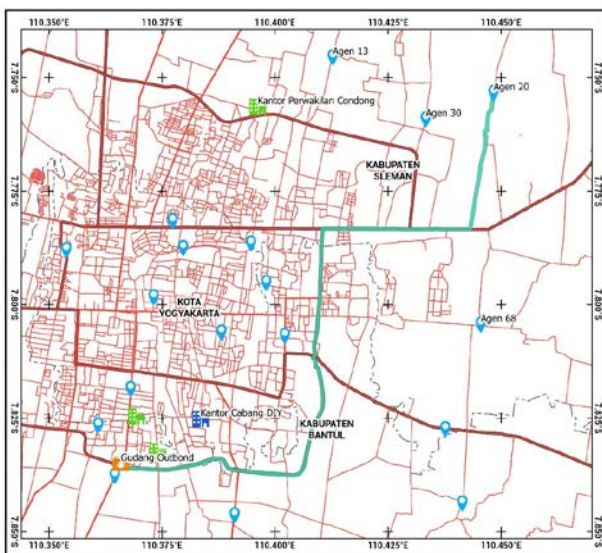 110.350°E 110.375°E 110.400°E 110.425°E 110.450°E
Agen 13
7.750°S 7.750°S
Agen 20
Kantor Perwakilan Condong
Agen 30
KABUPATEN
SLEMAN
7.775°S 7.775°S
7.800°S 7.800°S
KOTA
YOGYAKARTA
Agen 68
Kantor Cabang DIY
7.825°S 7.825°S
KABUPATEN
BANTUL
Gudang Outbond
7.850°S 7.850°S
110.350°E 110.375°E 110.400°E 110.425°E 110.450°E